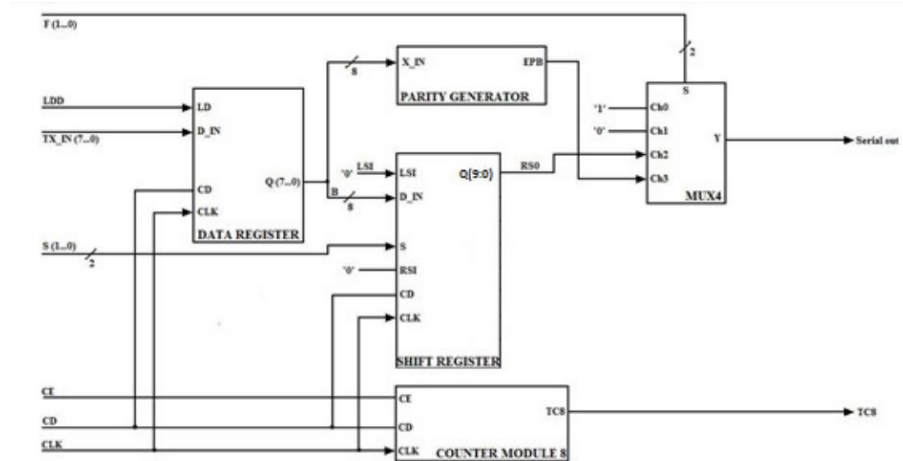 F (1...0)
2
S
X_IN
EPB
8
PARITY GENERATOR
LDD
LD
TX_IN (7...0)
D_IN
Q (7...0)
CD
CLK
DATA REGISTER
'1'
Ch0
'0'
Ch1
Y
Serial out
Ch2
Ch3
MUX4
'0'
LSI
LSI
Q(9:0)
RS0
B
8
D_IN
S (1...0)
2
S
'0'
RSI
CD
CLK
SHIFT REGISTER
CE
CE
TC8
TC8
CD
CD
CLK
CLK
COUNTER MODULE 8